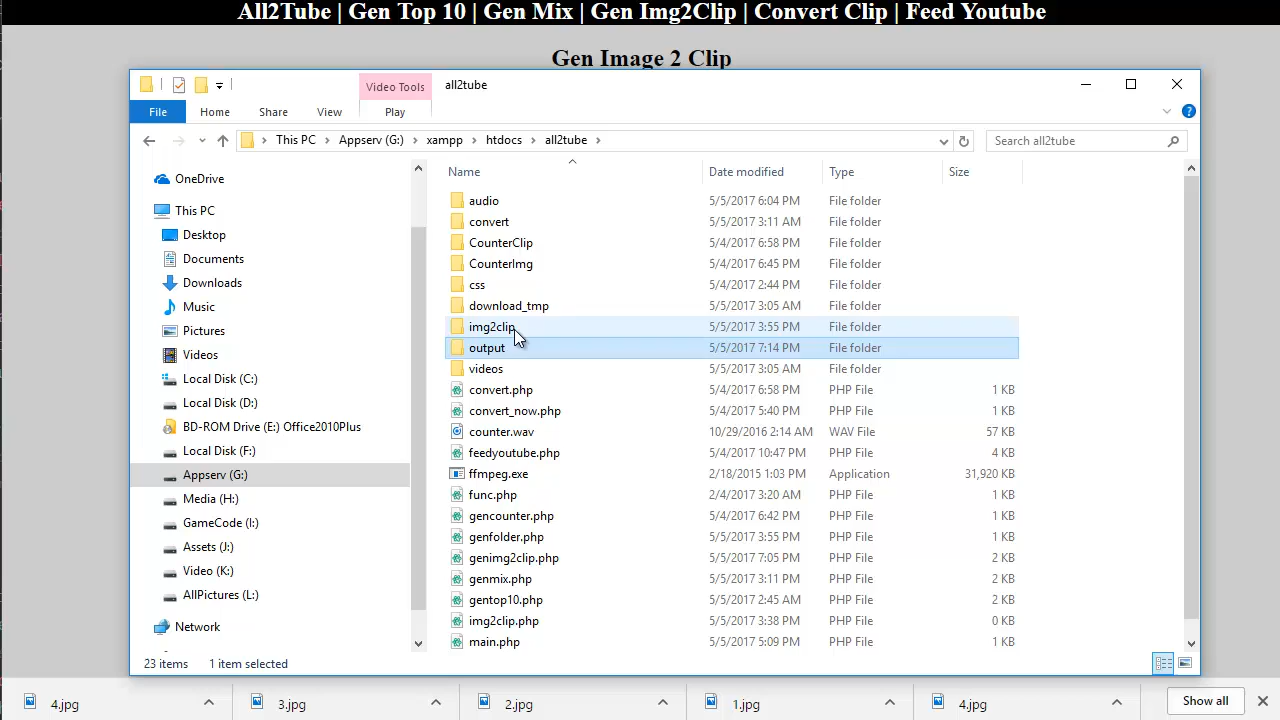 All2Tube | Gen Top 10 | Gen Mix | Gen Img2Clip | Convert Clip | Feed Youtube
Gen Image 2 Clip
Video Tools
all2tube
File
Home
Share
View
Play
This PC
Appserv (G:)
xampp
htdocs
all2tube
Search all2tube
OneDrive
This PC
Desktop
Documents
Downloads
Music
Pictures
Videos
Local Disk (C:)
Local Disk (D:)
BD-ROM Drive (E:) Office2010Plus
Local Disk (F:)
Appserv (G:)
Media (H:)
GameCode (I:)
Assets (J:)
Video (K:)
AllPictures (L:)
Network
Name Date modified Type Size
audio 5/5/2017 6:04 PM File folder
convert 5/5/2017 3:11 AM File folder
CounterClip 5/4/2017 6:58 PM File folder
CounterImg 5/4/2017 6:45 PM File folder
css 5/4/2017 2:44 PM File folder
download_tmp 5/5/2017 3:05 AM File folder
img2clip 5/5/2017 3:55 PM File folder
output 5/5/2017 7:14 PM File folder
videos 5/5/2017 3:05 AM File folder
convert.php 5/4/2017 6:58 PM PHP File 1 KB
convert_now.php 5/4/2017 5:40 PM PHP File 1 KB
counter.wav 10/29/2016 2:14 AM WAV File 57 KB
feedyoutube.php 5/4/2017 10:47 PM PHP File 4 KB
ffmpeg.exe 2/18/2015 1:03 PM Application 31,920 KB
func.php 2/4/2017 3:20 AM PHP File 1 KB
gencounter.php 5/4/2017 6:42 PM PHP File 1 KB
genfolder.php 5/5/2017 3:55 PM PHP File 1 KB
genimg2clip.php 5/5/2017 7:05 PM PHP File 2 KB
genmix.php 5/5/2017 3:11 AM PHP File 2 KB
gentop10.php 5/5/2017 2:45 AM PHP File 2 KB
img2clip.php 5/5/2017 3:38 PM PHP File 0 KB
main.php 5/5/2017 5:09 PM PHP File 1 KB
23 items 1 item selected
4.jpg
3.jpg
2.jpg
1.jpg
4.jpg
Show all